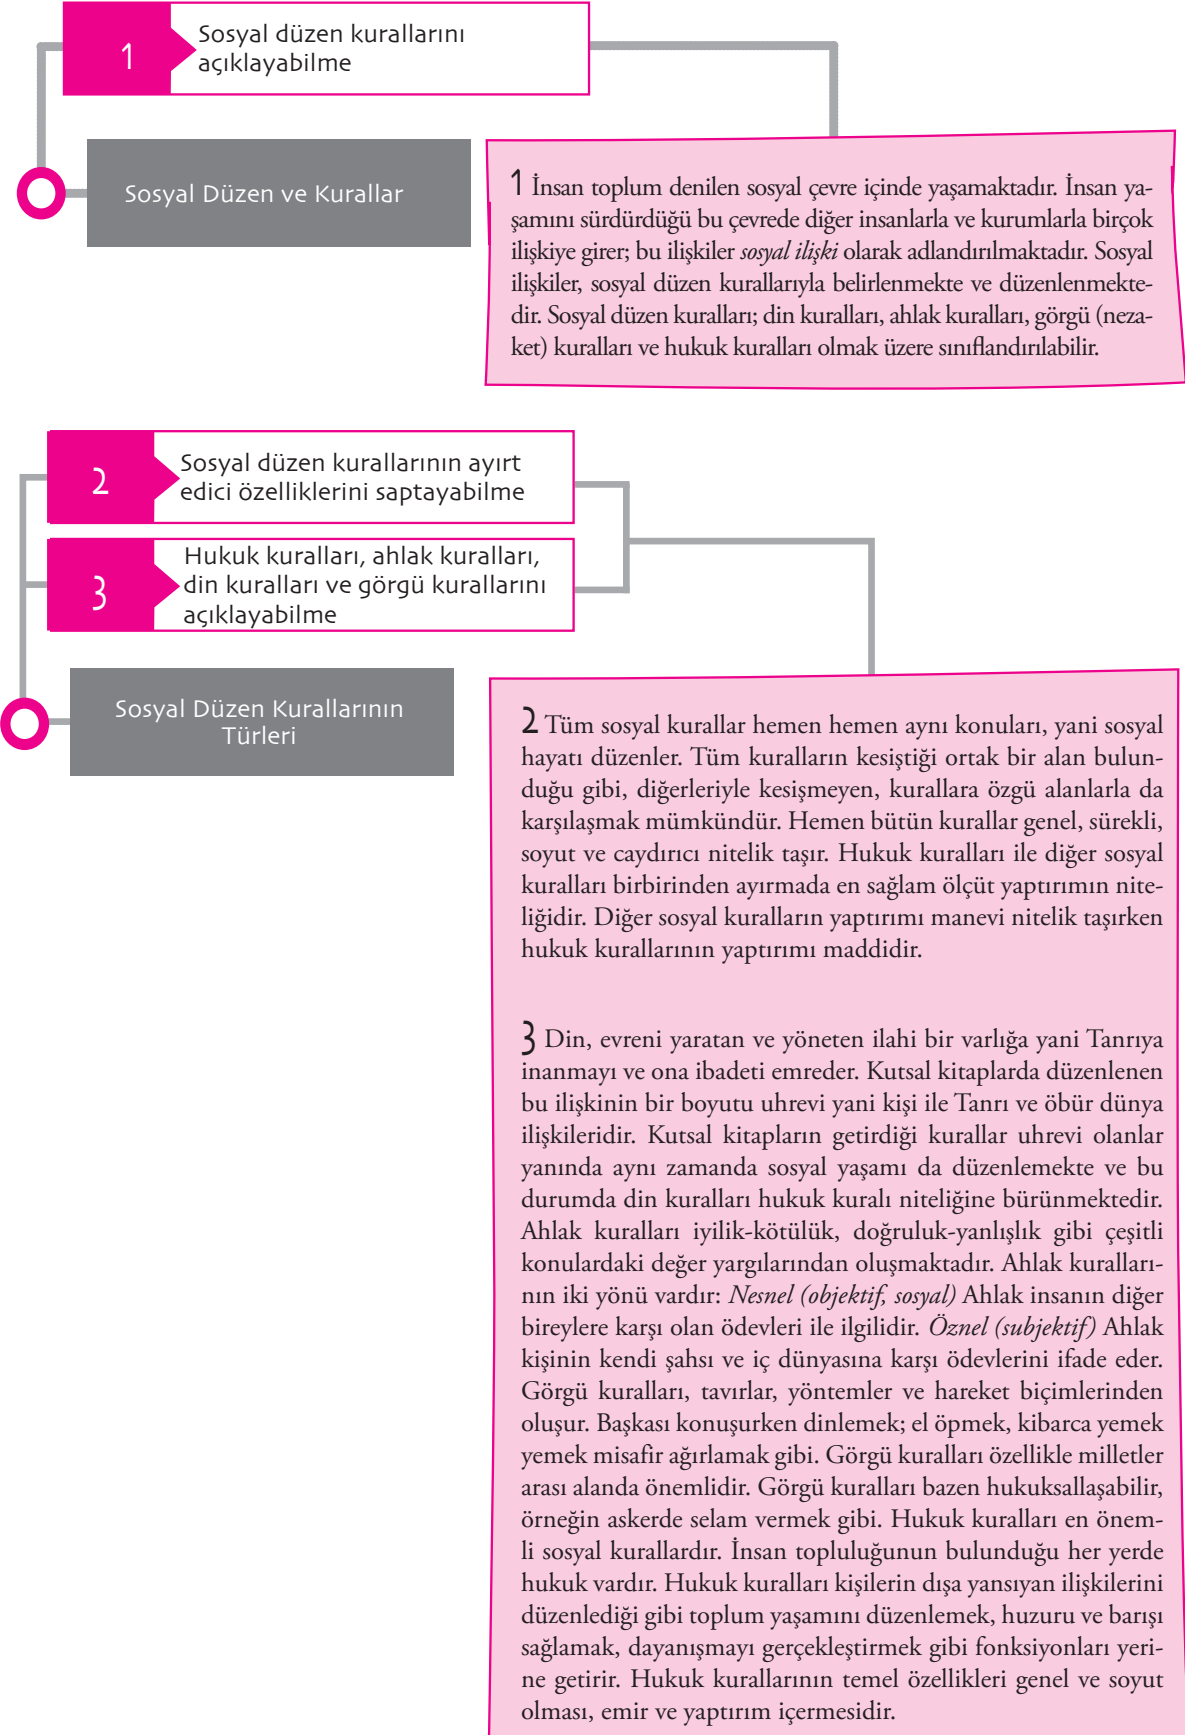 1
Sosyal düzen kurallarını
açıklayabilme
Sosyal Düzen ve Kurallar
1 İnsan toplum denilen sosyal çevre içinde yaşamaktadır. İnsan ya-
şamını sürdürdüğü bu çevrede diğer insanlarla ve kurumlarla birçok
ilişkiye girer; bu ilişkiler sosyal ilişki olarak adlandırılmaktadır. Sosyal
ilişkiler, sosyal düzen kurallarıyla belirlenmekte ve düzenlenmekte-
dir. Sosyal düzen kuralları; din kuralları, ahlak kuralları, görgü (neza-
ket) kuralları ve hukuk kuralları olmak üzere sınıflandırılabilir.
2
Sosyal düzen kurallarının ayırt
edici özelliklerini saptayabilme
3
Hukuk kuralları, ahlak kuralları,
din kuralları ve görgü kurallarını
açıklayabilme
Sosyal Düzen Kurallarının
Türleri
2 Tüm sosyal kurallar hemen hemen aynı konuları, yani sosyal
hayatı düzenler. Tüm kuralların kesiştiği ortak bir alan bulun-
duğu gibi, diğerleriyle kesişmeyen, kurallara özgü alanlarla da
karşılaşmak mümkündür. Hemen bütün kurallar genel, sürekli,
soyut ve caydırıcı nitelik taşır. Hukuk kuralları ile diğer sosyal
kuralları birbirinden ayırmada en sağlam ölçüt yaptırımın nite-
liğidir. Diğer sosyal kuralların yaptırımı manevi nitelik taşırken
hukuk kurallarının yaptırımı maddidir.
3 Din, evreni yaratan ve yöneten ilahi bir varlığa yani Tanrıya
inanmayı ve ona ibadeti emreder. Kutsal kitaplarda düzenlenen
bu ilişkinin bir boyutu uhrevi yani kişi ile Tanrı ve öbür dünya
ilişkileridir. Kutsal kitapların getirdiği kurallar uhrevi olanlar
yanında aynı zamanda sosyal yaşamı da düzenlemekte ve bu
durumda din kuralları hukuk kuralı niteliğine bürünmektedir.
Ahlak kuralları iyilik-kötülük, doğruluk-yanlışlık gibi çeşitli
konulardaki değer yargılarından oluşmaktadır. Ahlak kuralları-
nın iki yönü vardır: Nesnel (objektif, sosyal) Ahlak insanın diğer
bireylere karşı olan ödevleri ile ilgilidir. Öznel (subjektif) Ahlak
kişinin kendi şahsı ve iç dünyasına karşı ödevlerini ifade eder.
Görgü kuralları, tavırlar, yöntemler ve hareket biçimlerinden
oluşur. Başkası konuşurken dinlemek; el öpmek, kibarca yemek
yemek misafir ağırlamak gibi. Görgü kuralları özellikle milletler
arası alanda önemlidir. Görgü kuralları bazen hukuksallaşabilir,
örneğin askerde selam vermek gibi. Hukuk kuralları en önem-
li sosyal kurallardır. İnsan topluluğunun bulunduğu her yerde
hukuk vardır. Hukuk kuralları kişilerin dışa yansıyan ilişkilerini
düzenlediği gibi toplum yaşamını düzenlemek, huzuru ve barışı
sağlamak, dayanışmayı gerçekleştirmek gibi fonksiyonları yeri-
ne getirir. Hukuk kurallarının temel özellikleri genel ve soyut
olması, emir ve yaptırım içermesidir.